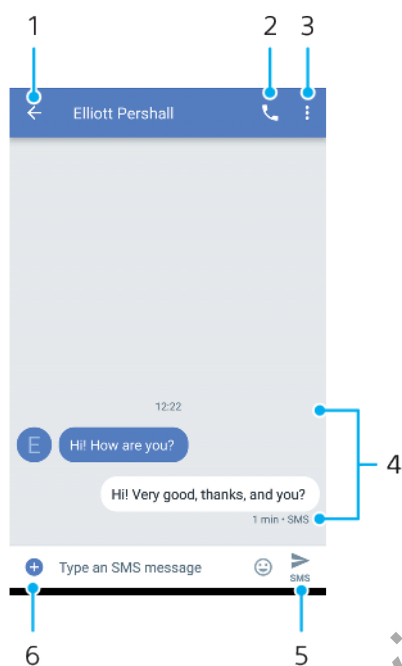 1 2 3
Elliott Pershall
12:22
E Hi! How are you?
Hi! Very good, thanks, and you?
1 min • SMS
4
Type an SMS message
SMS
6 5